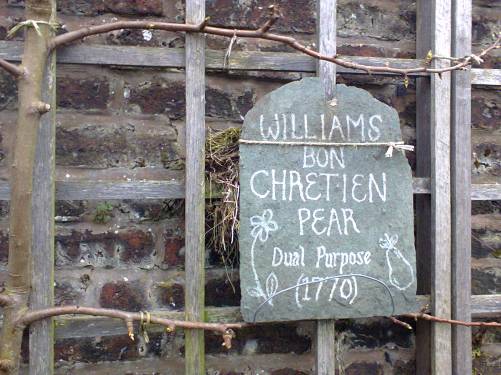 WILLIAMS
BON
CHRETIEN
PEAR
Dual Purpose
(1770)